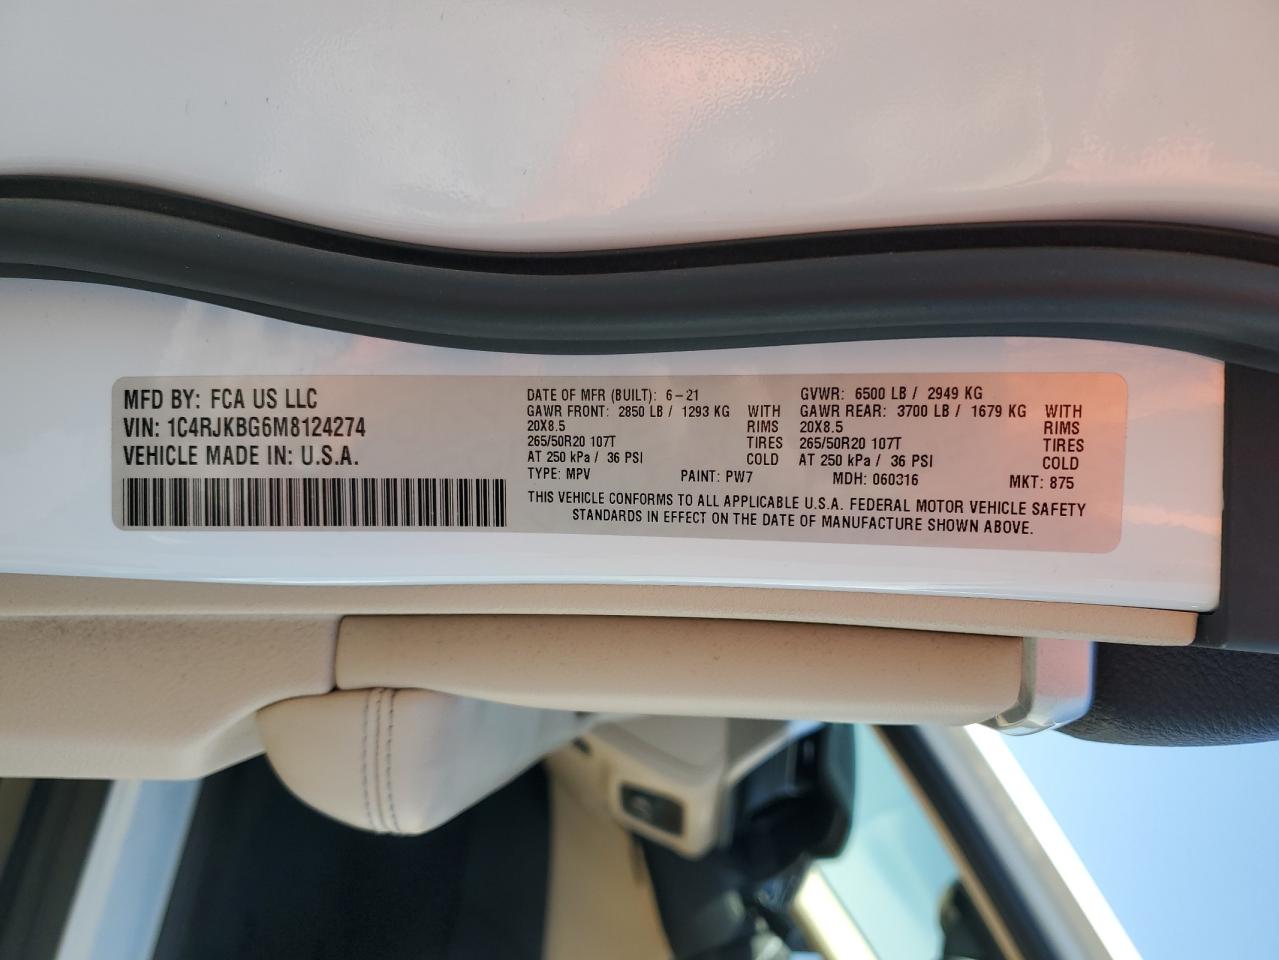 MFD BY: FCA US LLC
VIN: 1C4RJKBG6M8124274
VEHICLE MADE IN: U.S.A.
DATE OF MFR (BUILT): 6-21 GVWR: 6500 LB / 2949 KG
GAWR FRONT: 2850 LB / 1293 KG WITH GAWR REAR: 3700 LB / 1679 KG WITH
20X8.5 RIMS 20X8.5 RIMS
265/50R20 107T TIRES 265/50R20 107T TIRES
AT 250 kPa / 36 PSI COLD AT 250 kPa / 36 PSI COLD
TYPE: MPV PAINT: PW7 MDH: 060316 MKT: 875
THIS VEHICLE CONFORMS TO ALL APPLICABLE U.S.A. FEDERAL MOTOR VEHICLE SAFETY
STANDARDS IN EFFECT ON THE DATE OF MANUFACTURE SHOWN ABOVE.